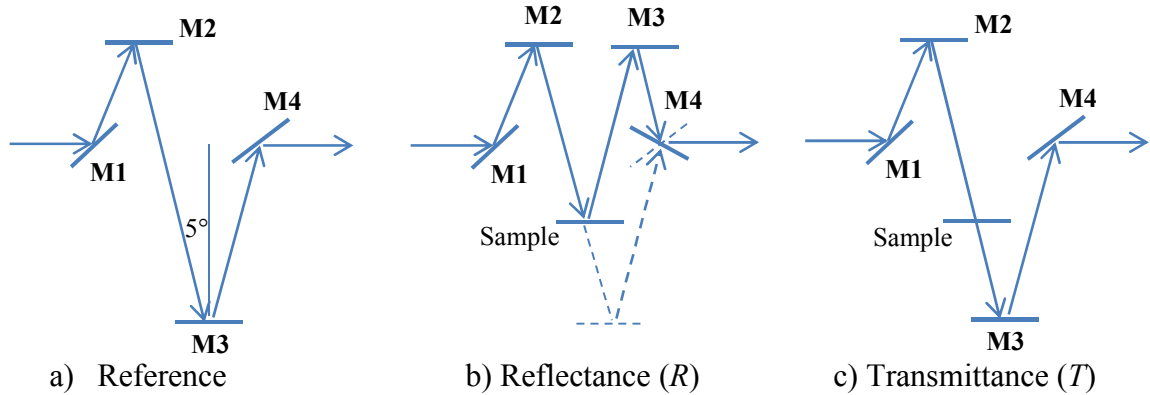 M2
M4
M1
5°
M3
a) Reference
M2
M3
M4
M1
Sample
b) Reflectance (R)
M2
M4
M1
Sample
M3
c) Transmittance (T)